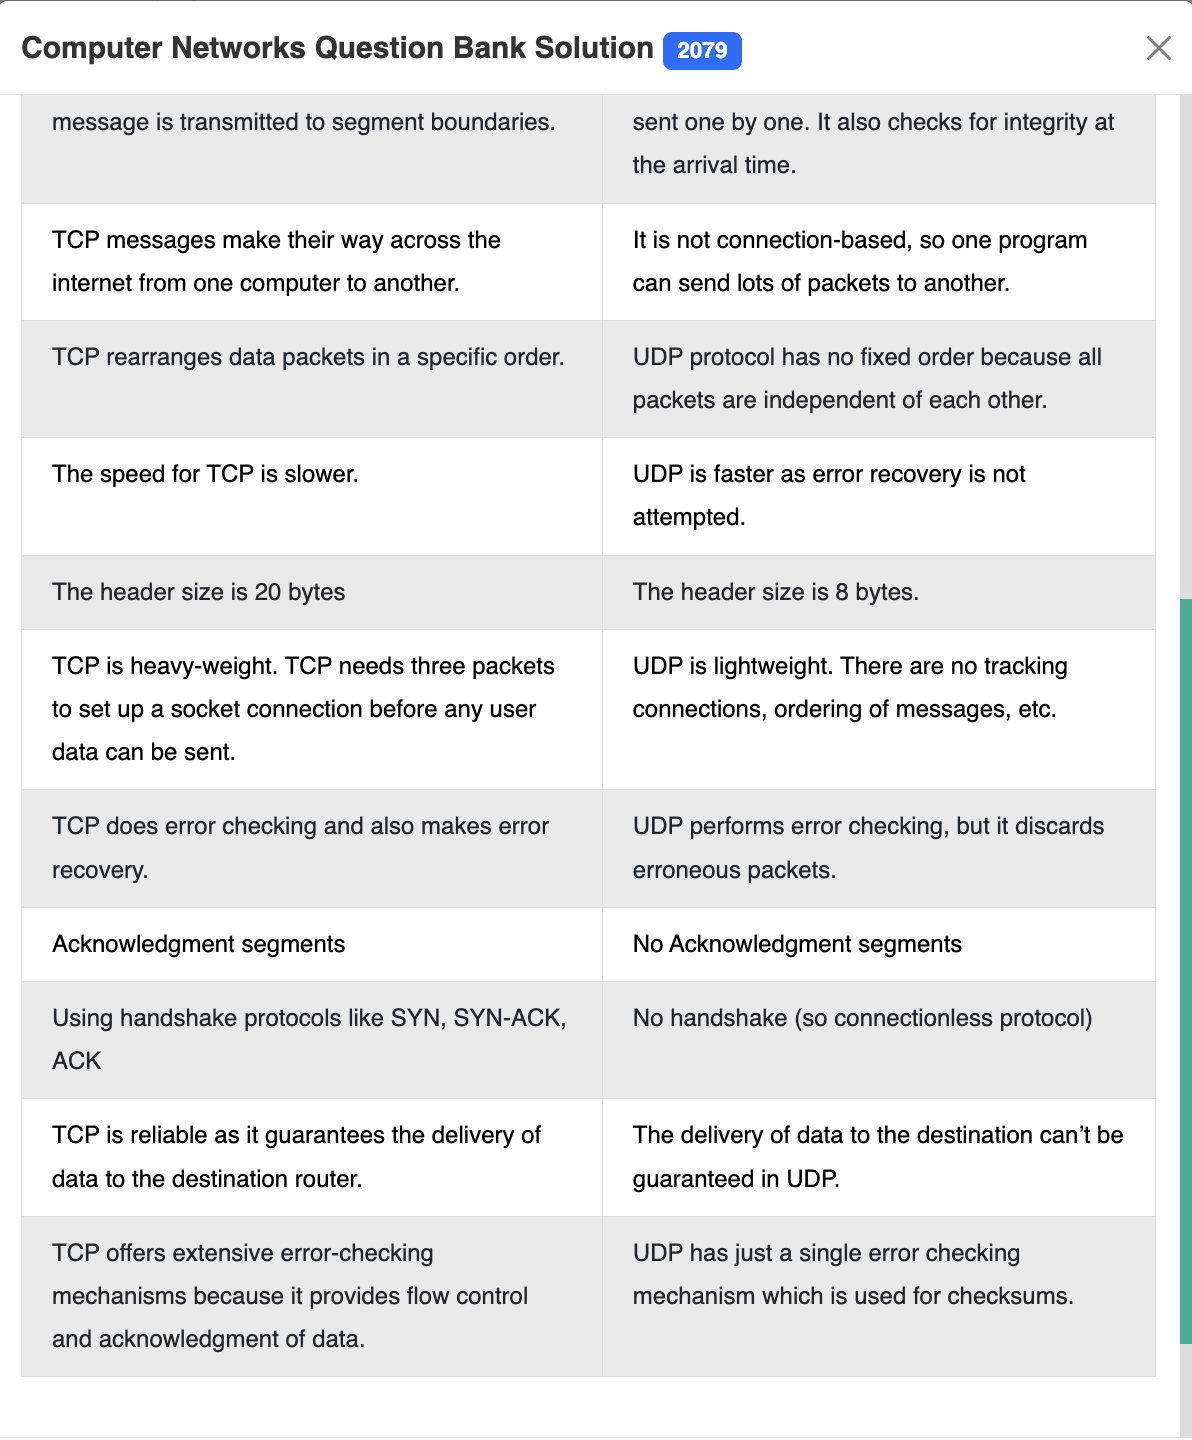 Computer Networks Question Bank Solution 2079
message is transmitted to segment boundaries.
sent one by one. It also checks for integrity at
the arrival time.
TCP messages make their way across the
internet from one computer to another.
It is not connection-based, so one program
can send lots of packets to another.
TCP rearranges data packets in a specific order.
UDP protocol has no fixed order because all
packets are independent of each other.
The speed for TCP is slower.
UDP is faster as error recovery is not
attempted.
The header size is 20 bytes
The header size is 8 bytes.
TCP is heavy-weight. TCP needs three packets
to set up a socket connection before any user
data can be sent.
UDP is lightweight. There are no tracking
connections, ordering of messages, etc.
TCP does error checking and also makes error
recovery.
UDP performs error checking, but it discards
erroneous packets.
Acknowledgment segments
No Acknowledgment segments
Using handshake protocols like SYN, SYN-ACK,
ACK
No handshake (so connectionless protocol)
TCP is reliable as it guarantees the delivery of
data to the destination router.
The delivery of data to the destination can’t be
guaranteed in UDP.
TCP offers extensive error-checking
mechanisms because it provides flow control
and acknowledgment of data.
UDP has just a single error checking
mechanism which is used for checksums.